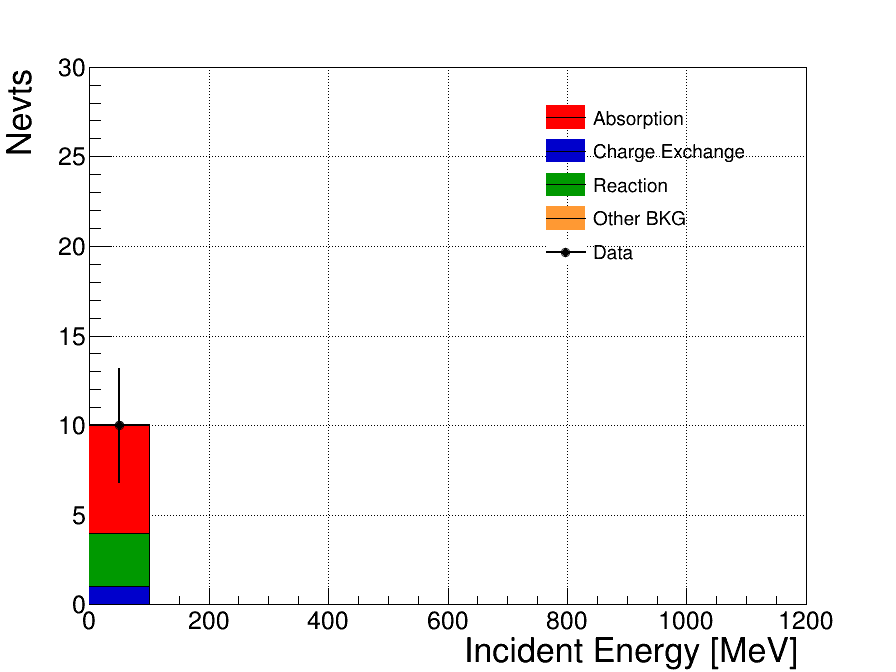 Nevts
30
25
20
15
10
5
0
Absorption
Charge Exchange
Reaction
Other BKG
Data
0 200 400 600 800 1000 1200
Incident Energy [MeV]